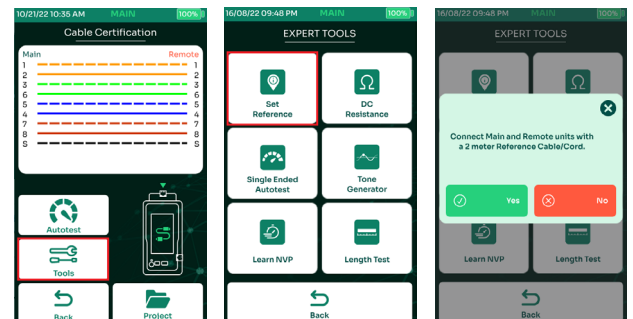 10/21/22 10:35 AM MAIN 100%
Cable Certification
Main Remote
1 1
2 2
3 3
6 6
5 5
4 4
7 7
8 8
S S
Autotest
Tools
Back
Project
16/08/22 09:48 PM MAIN 100%
EXPERT TOOLS
Set
Reference
DC
Resistance
Single Ended
Autotest
Tone
Generator
Learn NVP
Length Test
Back
16/08/22 09:48 PM MAIN 100%
EXPERT TOOLS
Connect Main and Remote units with
a 2 meter Reference Cable/Cord.
Yes
No
Learn NVP
Length Test
Back